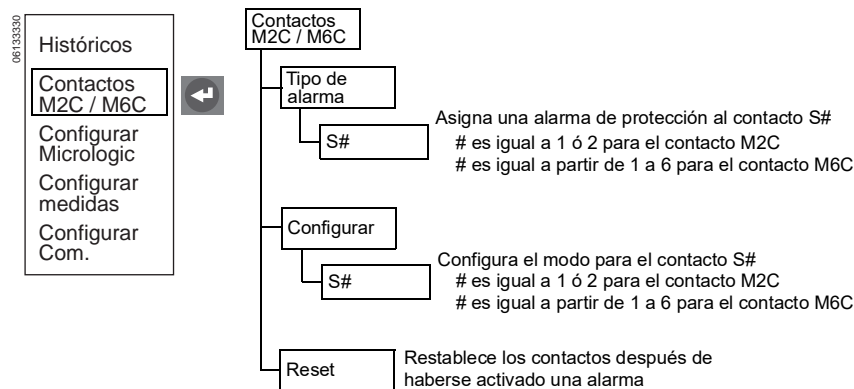 06133330
Históricos
Contactos
M2C / M6C
Configurar
Micrologic
Configurar
medidas
Configurar
Com.
Contactos
M2C / M6C
Tipo de
alarma
S#
Asigna una alarma de protección al contacto S#
# es igual a 1 ó 2 para el contacto M2C
# es igual a partir de 1 a 6 para el contacto M6C
Configurar
S#
Configura el modo para el contacto S#
# es igual a 1 ó 2 para el contacto M2C
# es igual a partir de 1 a 6 para el contacto M6C
Reset
Restablece los contactos después de
haberse activado una alarma